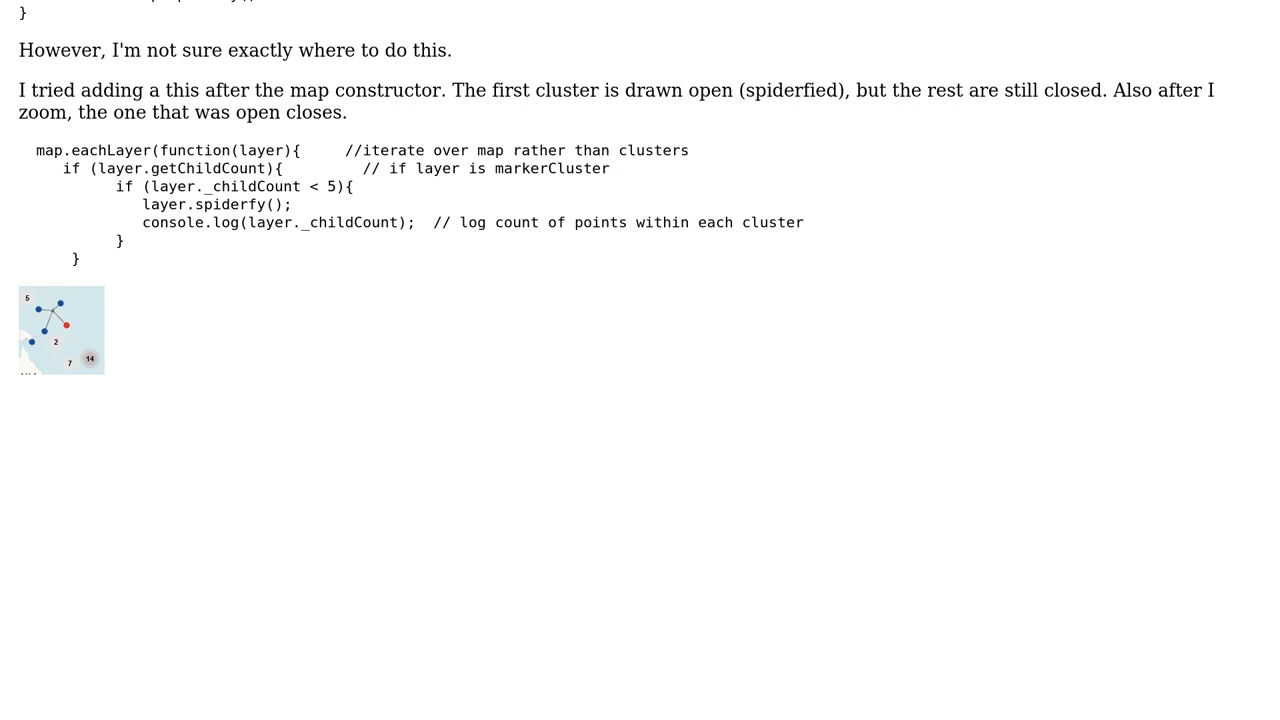 }
However, I'm not sure exactly where to do this.
I tried adding a this after the map constructor. The first cluster is drawn open (spiderfied), but the rest are still closed. Also after I
zoom, the one that was open closes.
map.eachLayer(function(layer){     //iterate over map rather than clusters
if (layer.getChildCount){         // if layer is markerCluster
if (layer._childCount < 5){
layer.spiderfy();
console.log(layer._childCount);  // log count of points within each cluster
}
}
5
2
7
14